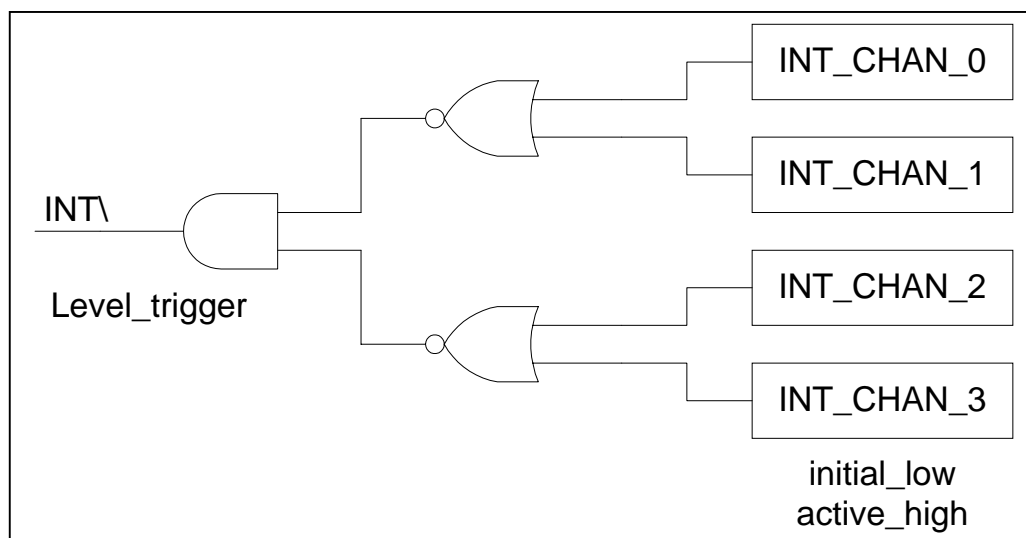 INT_CHAN_0
INT_CHAN_1
INT\
Level_trigger
INT_CHAN_2
INT_CHAN_3
initial_low
active_high